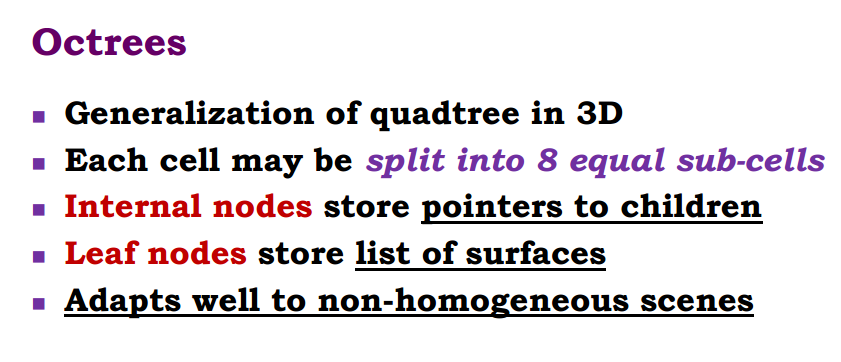 Octrees
Generalization of quadtree in 3D
Each cell may be split into 8 equal sub-cells
Internal nodes store pointers to children
Leaf nodes store list of surfaces
Adapts well to non-homogeneous scenes